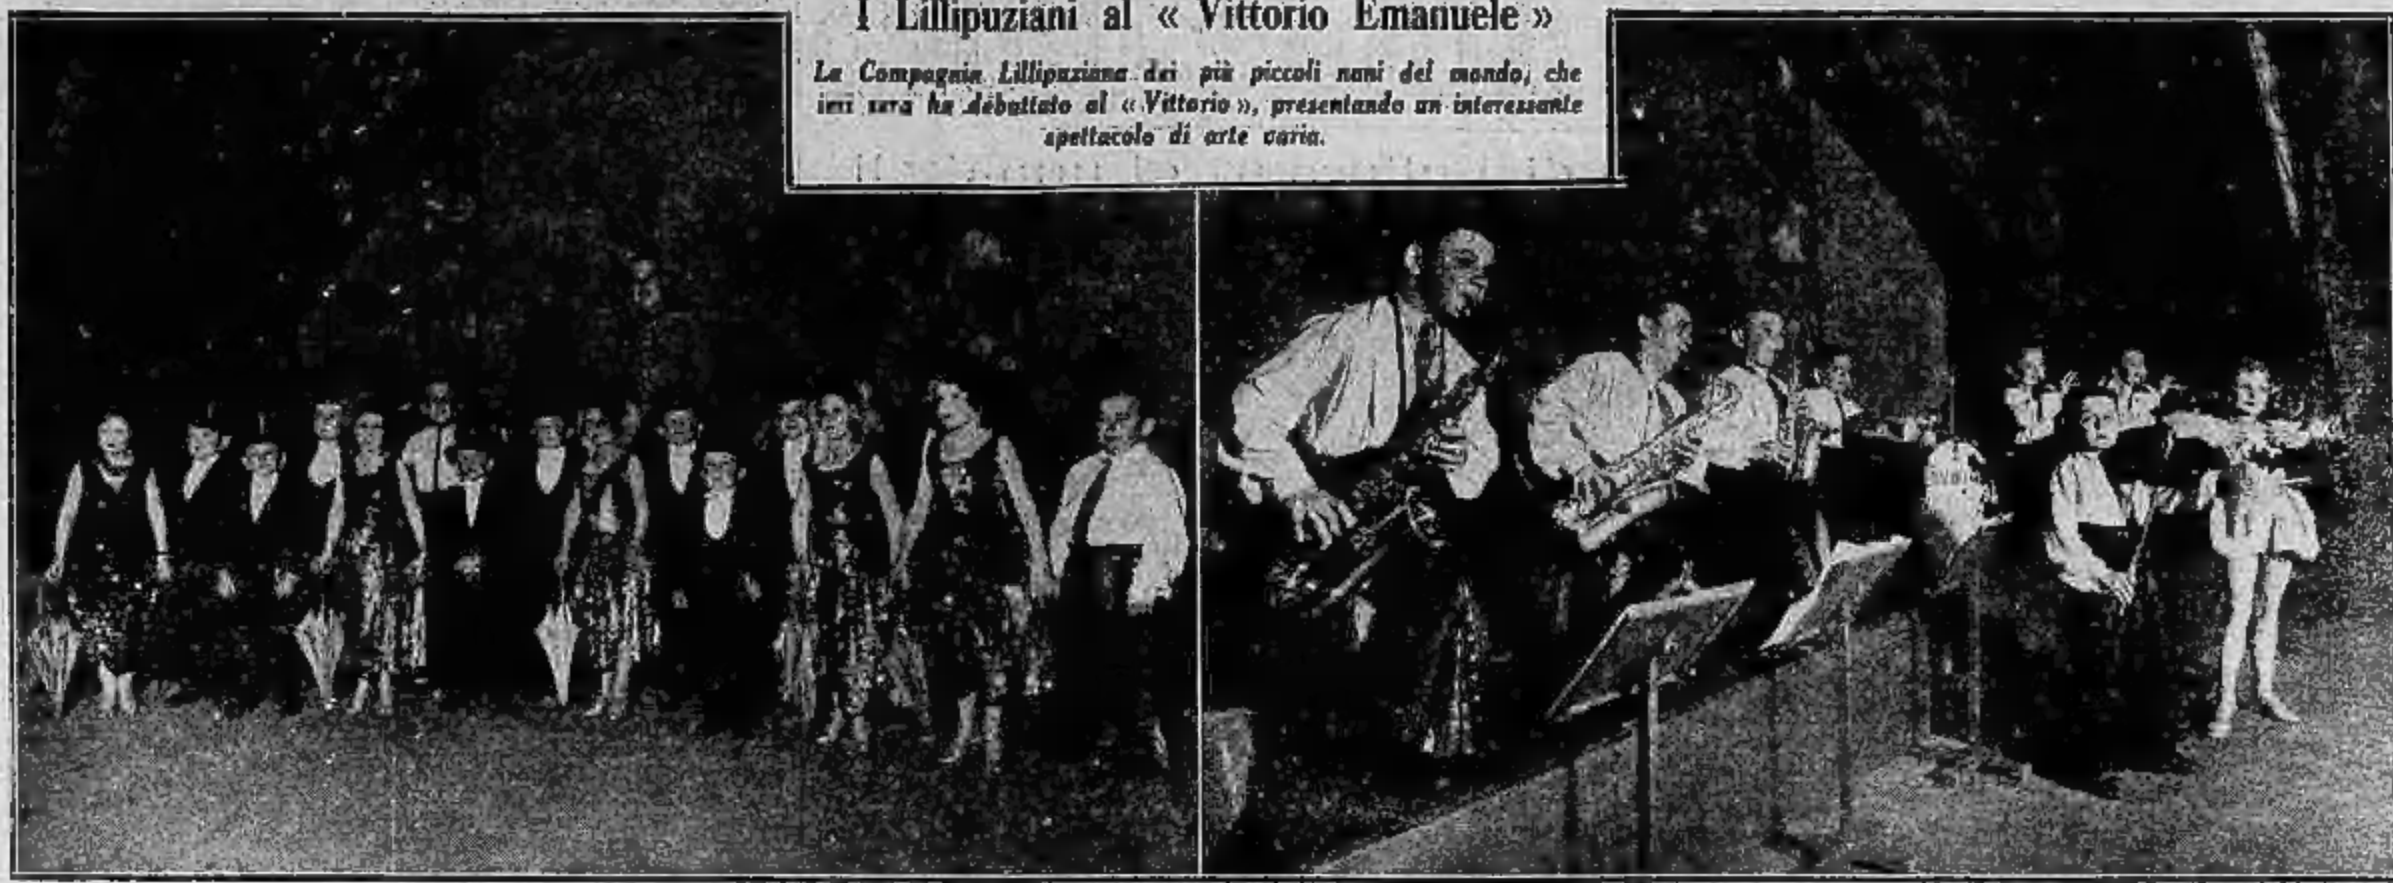 I Lillipuziani al « Vittorio Emanuele »
La Compagnia Lillipuziana dei più piccoli nani del mondo, che
ieri sera ha debuttato al « Vittorio », presentando un interessante
spettacolo di arte varia.